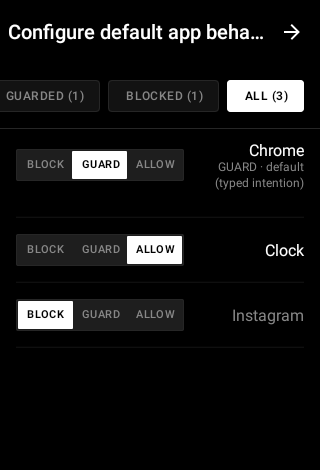 Configure default app beha…
GUARDED (1)
BLOCKED (1)
ALL (3)
BLOCK GUARD ALLOW
Chrome
GUARD · default
(typed intention)
BLOCK GUARD ALLOW
Clock
BLOCK GUARD ALLOW
Instagram